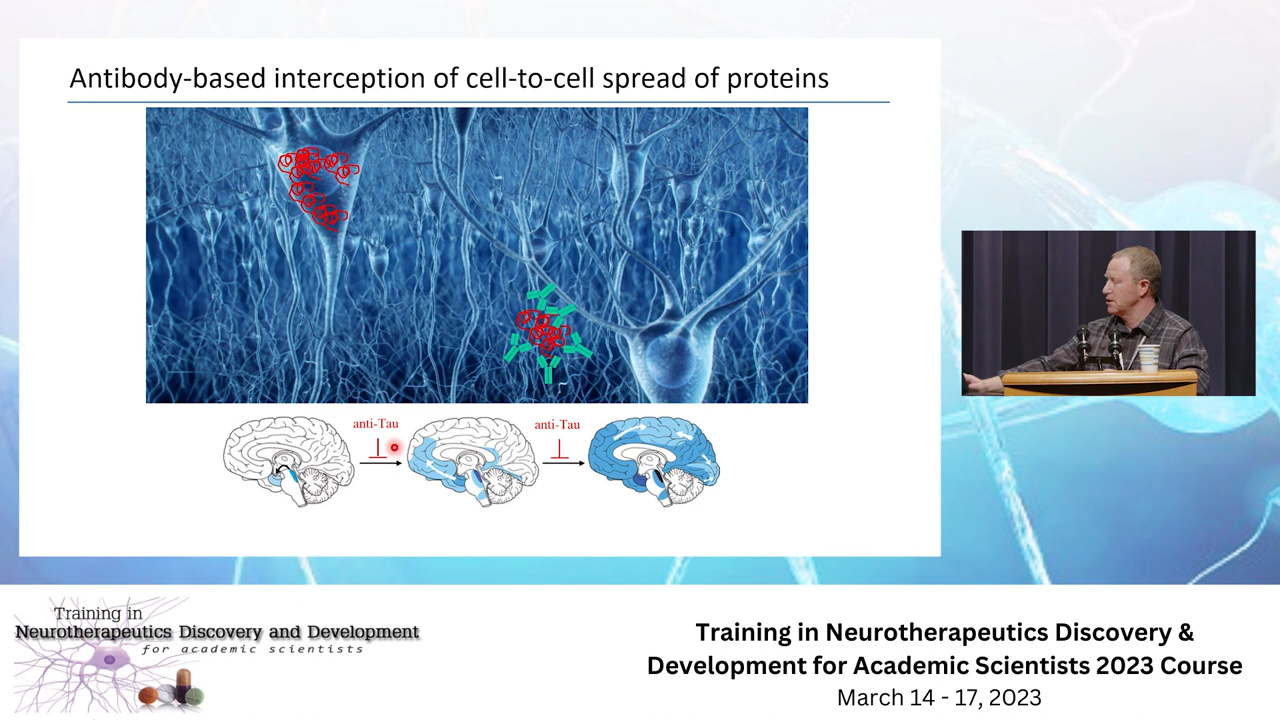 Antibody-based interception of cell-to-cell spread of proteins
anti-Tau
anti-Tau
Training in
Neurotherapeutics Discovery and Development
for academic scientists
Training in Neurotherapeutics Discovery &
Development for Academic Scientists 2023 Course
March 14 - 17, 2023